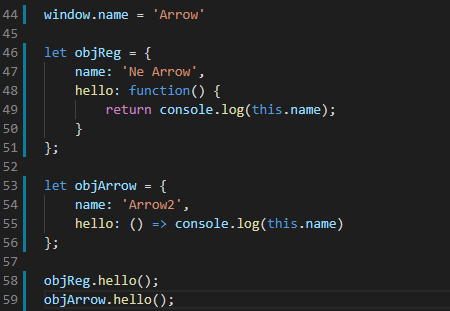 44 window.name = 'Arrow'
45
46 let objReg = {
47     name: 'Ne Arrow',
48     hello: function() {
49         return console.log(this.name);
50     }
51 };
52
53 let objArrow = {
54     name: 'Arrow2',
55     hello: () => console.log(this.name)
56 };
57
58 objReg.hello();
59 objArrow.hello();